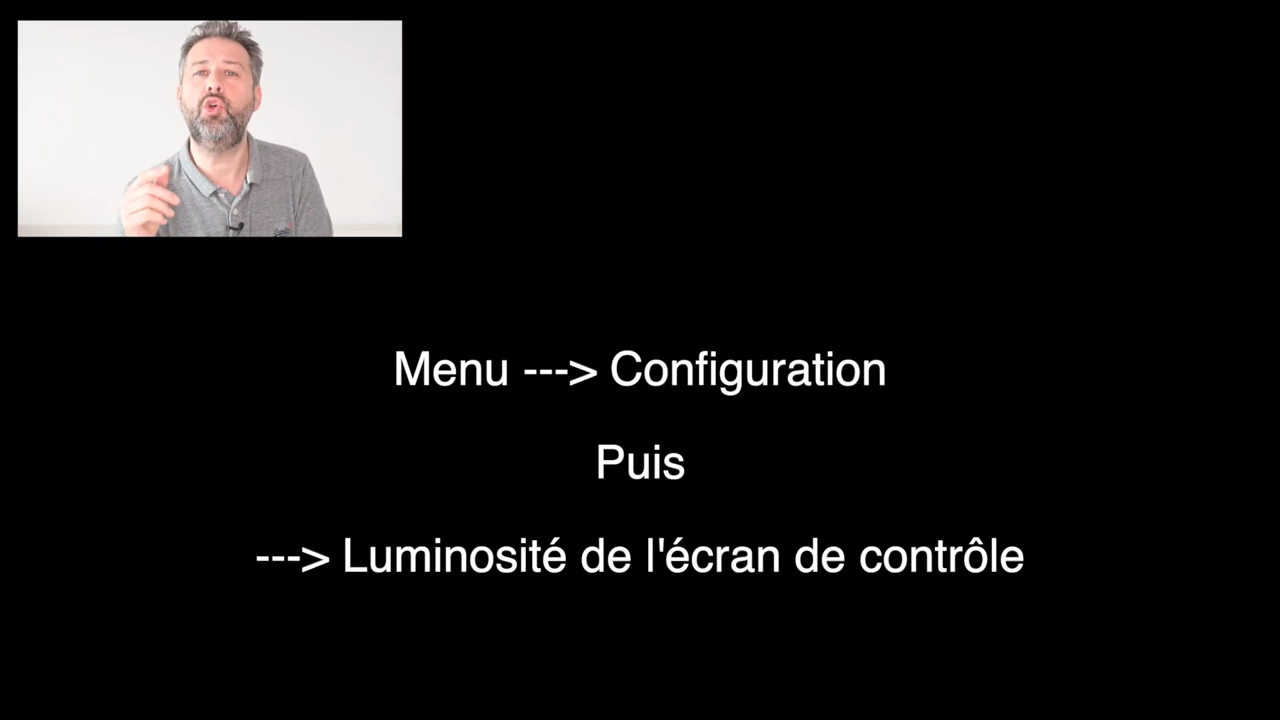 Menu ---> Configuration
Puis
---> Luminosité de l'écran de contrôle